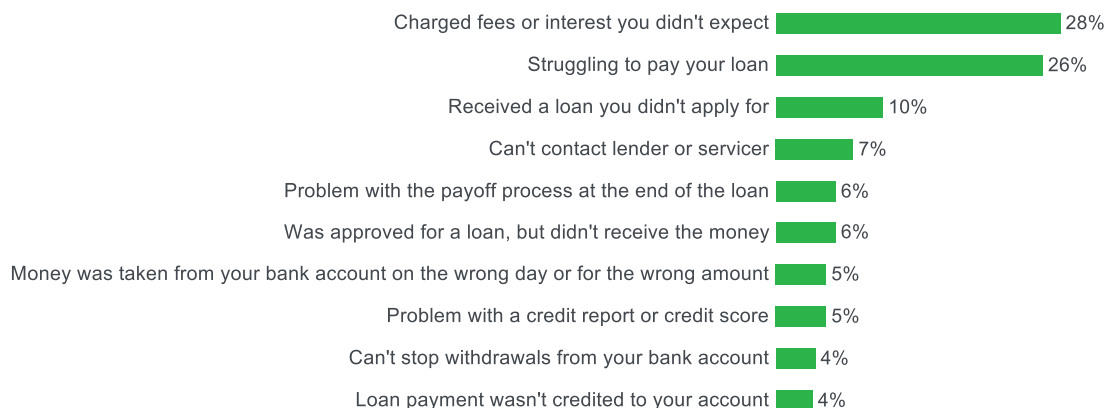 Charged fees or interest you didn't expect 28%
Struggling to pay your loan 26%
Received a loan you didn't apply for 10%
Can't contact lender or servicer 7%
Problem with the payoff process at the end of the loan 6%
Was approved for a loan, but didn't receive the money 6%
Money was taken from your bank account on the wrong day or for the wrong amount 5%
Problem with a credit report or credit score 5%
Can't stop withdrawals from your bank account 4%
Loan payment wasn't credited to your account 4%